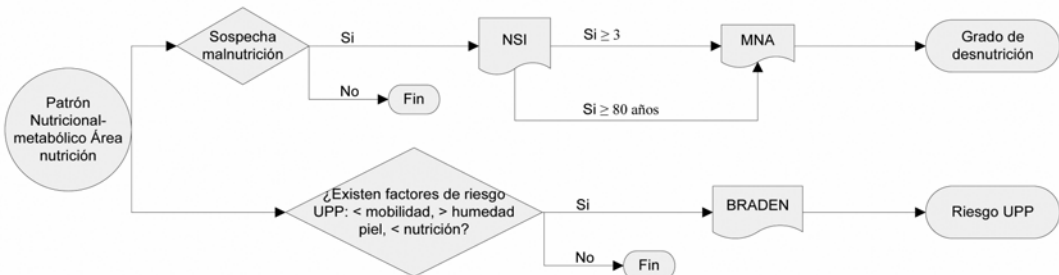 Patrón
Nutricional-
metabólico Área
nutrición
Sospecha
malnutrición
Si
No
Fin
NSI
Si ≥ 3
Si ≥ 80 años
MNA
Grado de
desnutrición
¿Existen factores de riesgo
UPP: < mobilidad, > humedad
piel, < nutrición?
Si
No
Fin
BRADEN
Riesgo UPP